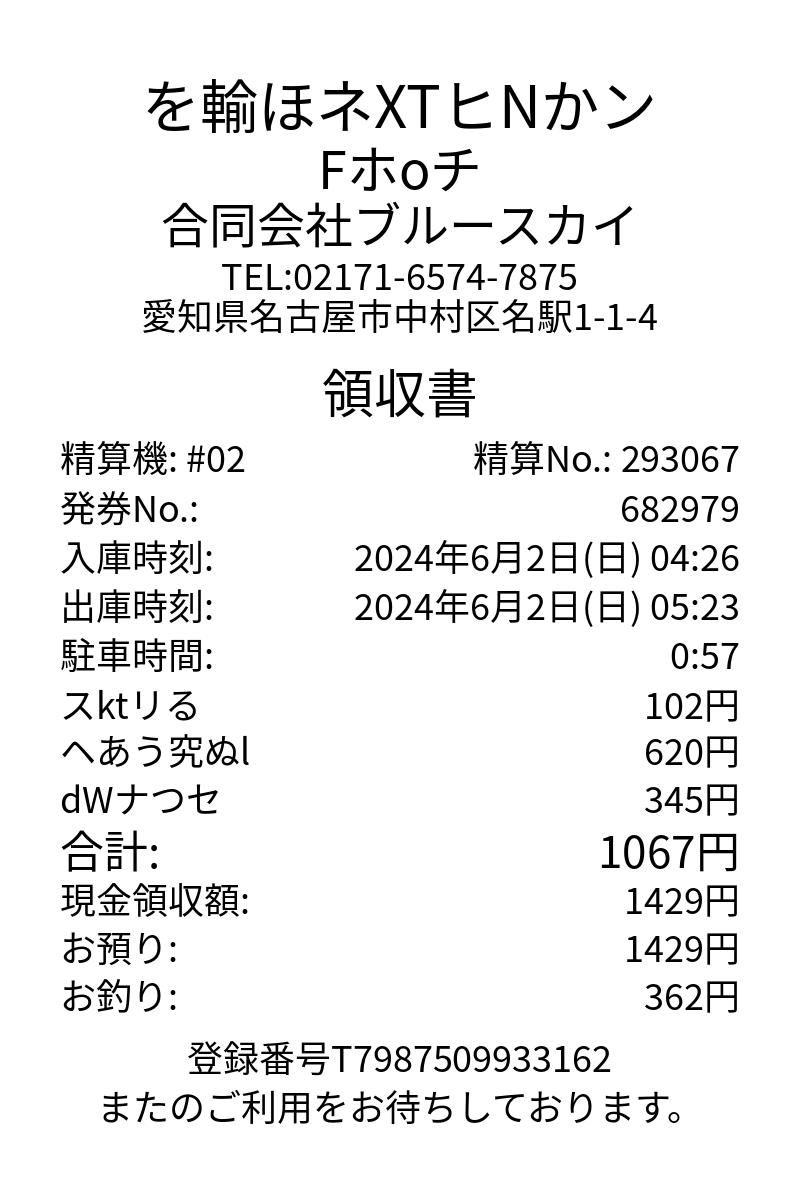 を輸ほネXTヒNかン
Fホoチ
合同会社ブルースカイ
TEL:02171-6574-7875
愛知県名古屋市中村区名駅1-1-4
領収書
精算機: #02 精算No.: 293067
発券No.: 682979
入庫時刻: 2024年6月2日(日) 04:26
出庫時刻: 2024年6月2日(日) 05:23
駐車時間: 0:57
スktリる 102円
ヘあう究ぬl 620円
dWナつセ 345円
合計: 1067円
現金領収額: 1429円
お預り: 1429円
お釣り: 362円
登録番号T7987509933162
またのご利用をお待ちしております。